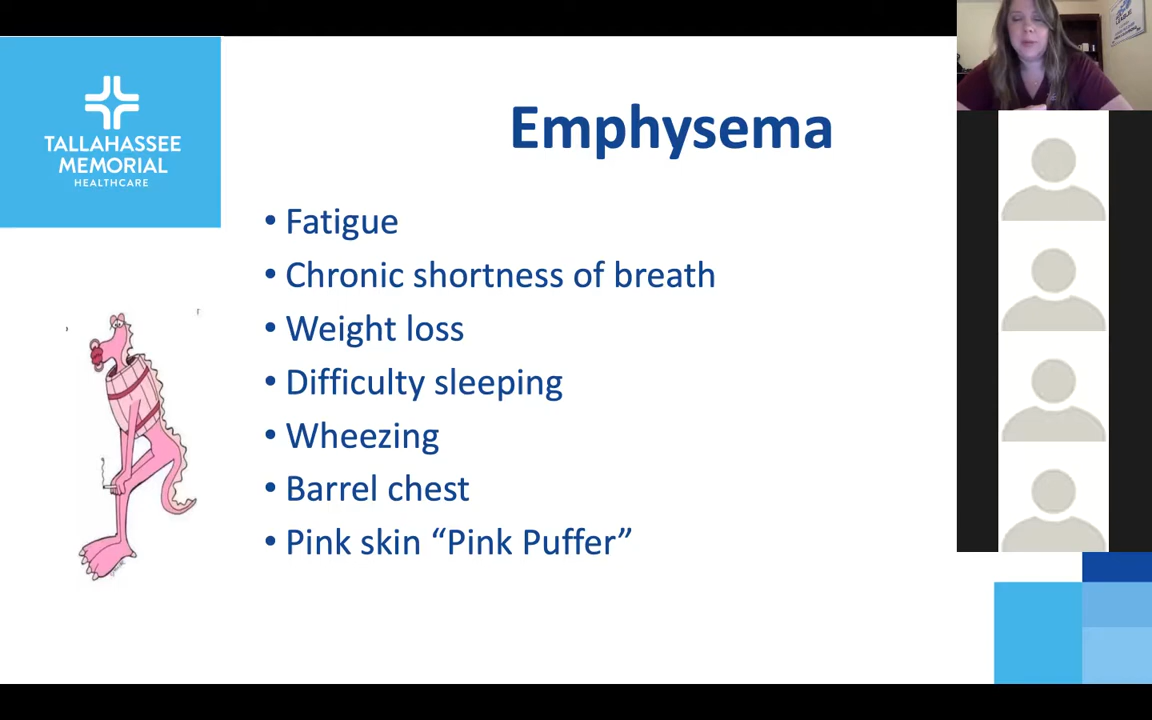 TALLAHASSEE
MEMORIAL
HEALTHCARE
Emphysema
• Fatigue
• Chronic shortness of breath
• Weight loss
• Difficulty sleeping
• Wheezing
• Barrel chest
• Pink skin “Pink Puffer”